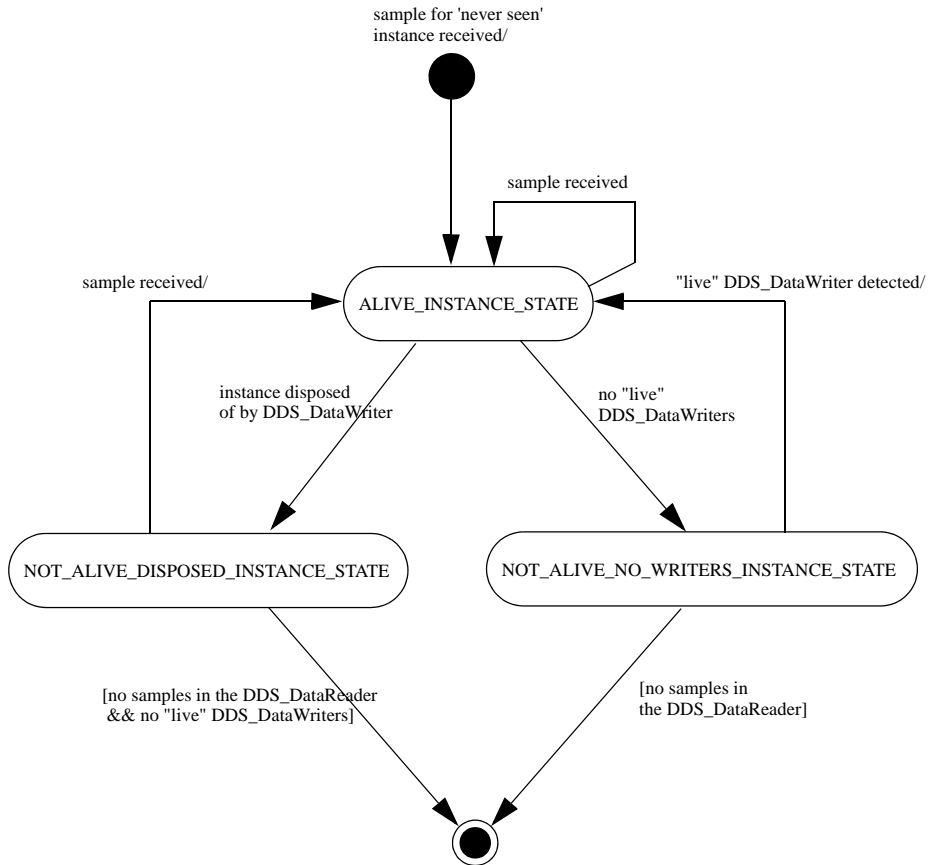 sample for 'never seen'
instance received/
sample received
sample received/
"live" DDS_DataWriter detected/
ALIVE_INSTANCE_STATE
instance disposed
of by DDS_DataWriter
no "live"
DDS_DataWriters
NOT_ALIVE_DISPOSED_INSTANCE_STATE
NOT_ALIVE_NO_WRITERS_INSTANCE_STATE
[no samples in the DDS_DataReader
&& no "live" DDS_DataWriters]
[no samples in
the DDS_DataReader]